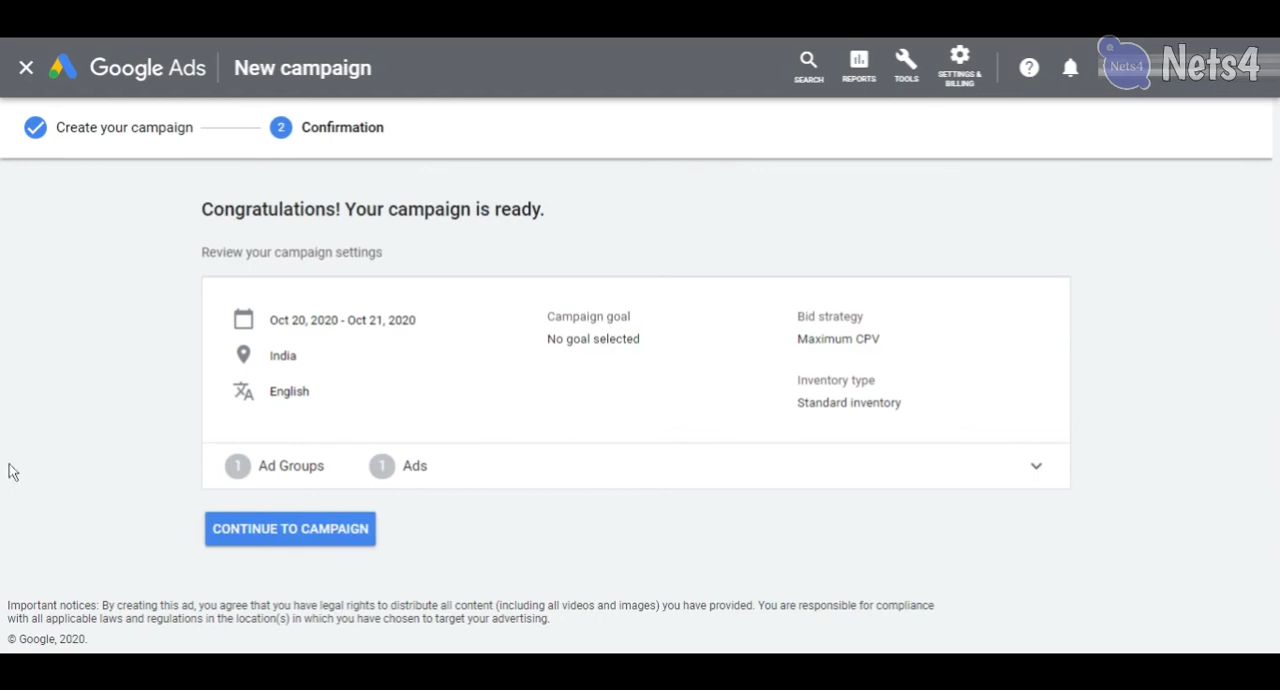 Google Ads
New campaign
SEARCH
REPORTS
TOOLS
SETTINGS &
BILLING
?
Nets4
Nets4
Create your campaign
2 Confirmation
Congratulations! Your campaign is ready.
Review your campaign settings
Oct 20, 2020 - Oct 21, 2020
India
English
Campaign goal
No goal selected
Bid strategy
Maximum CPV
Inventory type
Standard inventory
1 Ad Groups 1 Ads
CONTINUE TO CAMPAIGN
Important notices: By creating this ad, you agree that you have legal rights to distribute all content (including all videos and images) you have provided. You are responsible for compliance
with all applicable laws and regulations in the location(s) in which you have chosen to target your advertising.
© Google, 2020.